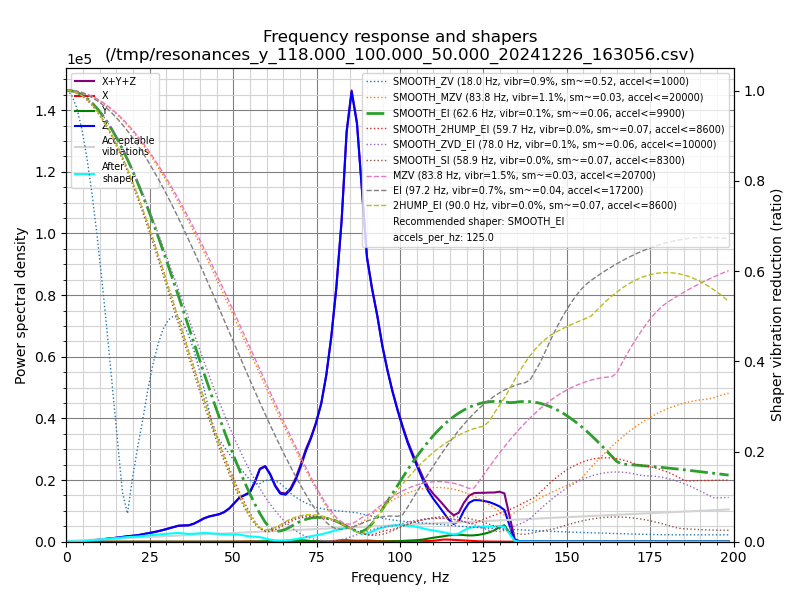 Frequency response and shapers
(/tmp/resonances_y_118.000_100.000_50.000_20241226_163056.csv)
1e5
X+Y+Z
X
Y
Z
Acceptable
vibrations
After
shaper
SMOOTH_ZV (18.0 Hz, vibr=0.9%, sm~=0.52, accel<=1000)
SMOOTH_MZV (83.8 Hz, vibr=1.1%, sm~=0.03, accel<=20000)
SMOOTH_EI (62.6 Hz, vibr=0.1%, sm~=0.06, accel<=9900)
SMOOTH_2HUMP_EI (59.7 Hz, vibr=0.0%, sm~=0.07, accel<=8600)
SMOOTH_ZVD_EI (78.0 Hz, vibr=0.1%, sm~=0.06, accel<=10000)
SMOOTH_SI (58.9 Hz, vibr=0.0%, sm~=0.07, accel<=8300)
MZV (83.8 Hz, vibr=1.5%, sm~=0.03, accel<=20700)
EI (97.2 Hz, vibr=0.7%, sm~=0.04, accel<=17200)
2HUMP_EI (90.0 Hz, vibr=0.0%, sm~=0.07, accel<=8600)
Recommended shaper: SMOOTH_EI
accels_per_hz: 125.0
Power spectral density
1.4
1.2
1.0
0.8
0.6
0.4
0.2
0.0
1.0
0.8
0.6
0.4
0.2
0.0
Shaper vibration reduction (ratio)
0 25 50 75 100 125 150 175 200
Frequency, Hz